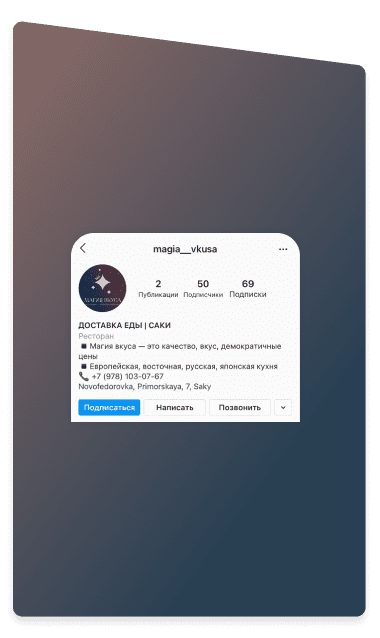 magia__vkusa
МАГИЯ ВКУСА
2 50 69
Публикации Подписчики Подписки
ДОСТАВКА ЕДЫ | САКИ
Ресторан
Магия вкуса — это качество, вкус, демократичные
цены
Европейская, восточная, русская, японская кухня
+7 (978) 103-07-67
Novofedorovka, Primorskaya, 7, Saky
Подписаться Написать Позвонить